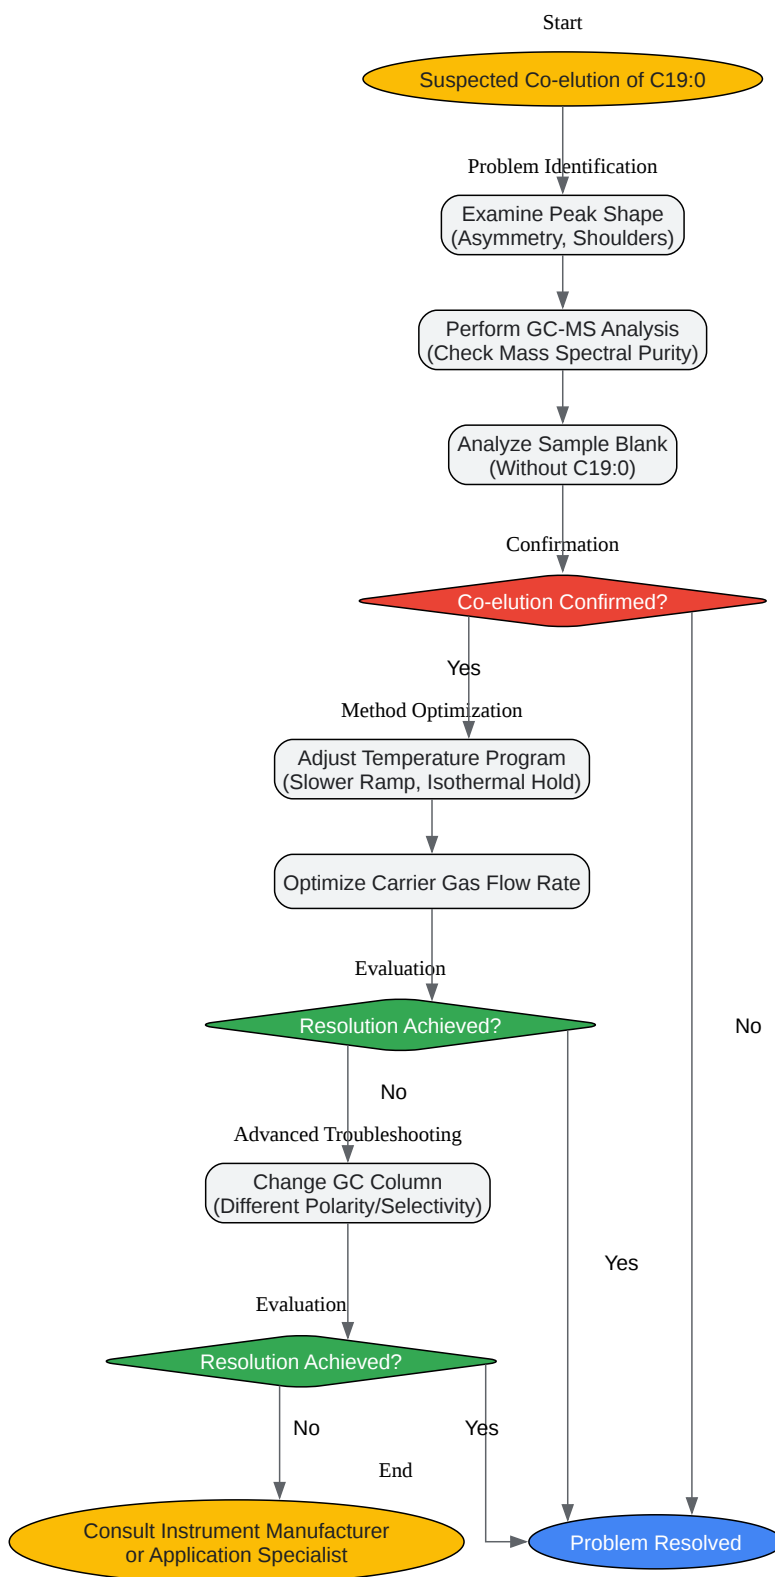 Start
Suspected Co-elution of C19:0
Problem Identification
Examine Peak Shape
(Asymmetry, Shoulders)
Perform GC-MS Analysis
(Check Mass Spectral Purity)
Analyze Sample Blank
(Without C19:0)
Confirmation
Co-elution Confirmed?
Yes
Method Optimization
Adjust Temperature Program
(Slower Ramp, Isothermal Hold)
Optimize Carrier Gas Flow Rate
Evaluation
Resolution Achieved?
No
No
Advanced Troubleshooting
Change GC Column
(Different Polarity/Selectivity)
Yes
Evaluation
Resolution Achieved?
No
Yes
End
Consult Instrument Manufacturer
or Application Specialist
Problem Resolved